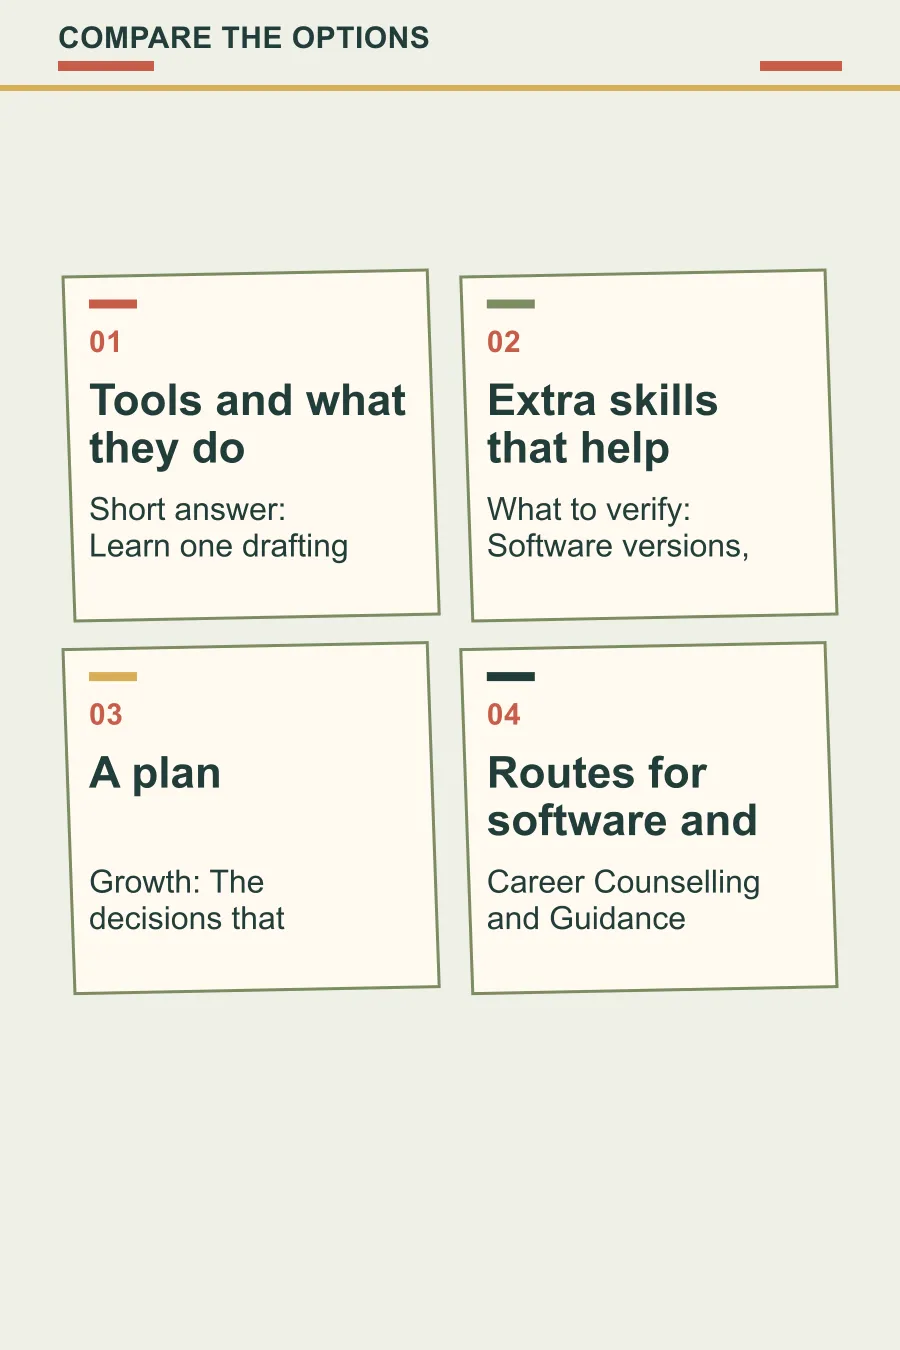 COMPARE THE OPTIONS
01
Tools and what
they do
Short answer:
Learn one drafting
02
Extra skills
that help
What to verify:
Software versions,
03
A plan
Growth: The
decisions that
04
Routes for
software and
Career Counselling
and Guidance